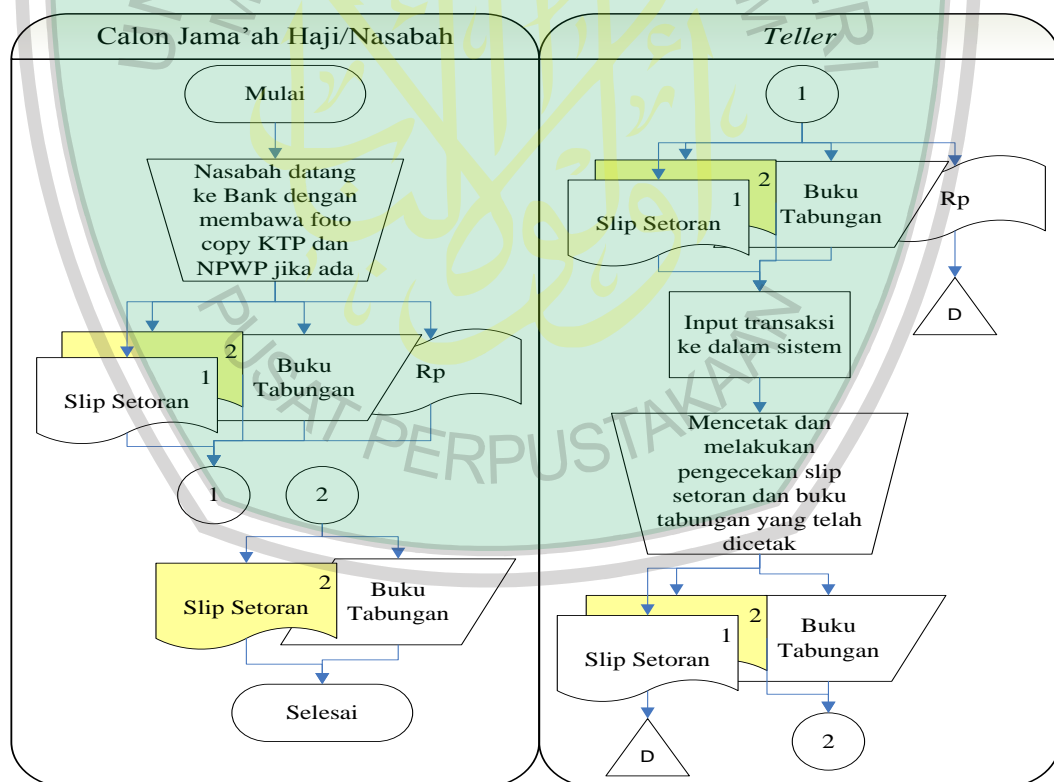 Calon Jama'ah Haji/Nasabah
Mulai
Nasabah datang
ke Bank dengan
membawa foto
copy KTP dan
NPWP jika ada
2
1
Slip Setoran
Buku
Tabungan
Rp
1
2
2
Slip Setoran
Buku
Tabungan
Selesai
Teller
1
2
1
Slip Setoran
Buku
Tabungan
Rp
D
Input transaksi
ke dalam sistem
Mencetak dan
melakukan
pengecekan slip
setoran dan buku
tabungan yang telah
dicetak
2
1
Slip Setoran
Buku
Tabungan
D
2
PUSAT PERPUSTAKAAN